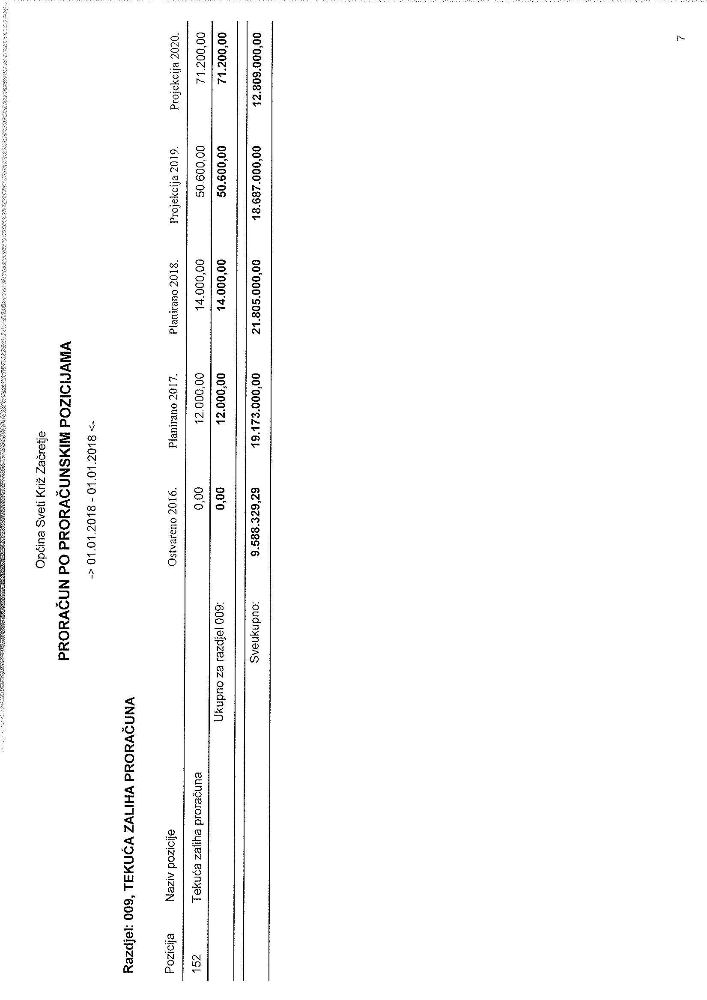 Općina Sveti Križ Začretje
PRORAČUN PO PRORAČUNSKIM POZICIJAMA
-> 01.01.2018 - 01.01.2018 <-
Razdjel: 009, TEKUĆA ZALIHA PRORAČUNA
Pozicija Naziv pozicije Ostvareno 2016. Planirano 2017. Planirano 2018. Projekcija 2019. Projekcija 2020.
152 Tekuća zaliha proračuna 0,00 12.000,00 14.000,00 50.600,00 71.200,00
Ukupno za razdjel 009: 0,00 12.000,00 14.000,00 50.600,00 71.200,00
Sveukupno: 9.588.329,29 19.173.000,00 21.805.000,00 18.687.000,00 12.809.000,00
7